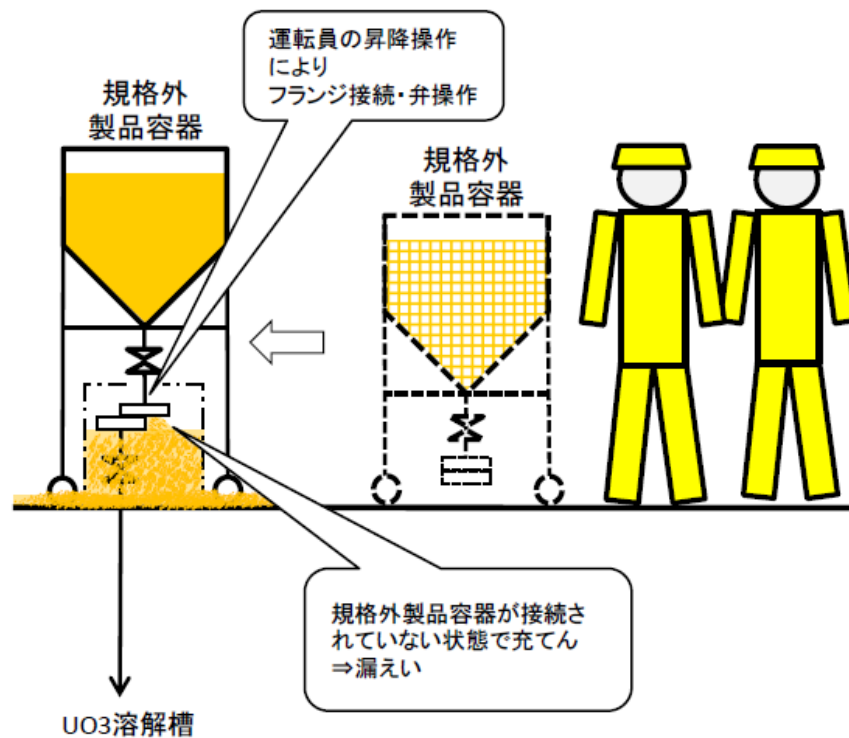 運転員の昇降操作
により
フランジ接続・弁操作
規格外
製品容器
規格外
製品容器
規格外製品容器が接続さ
れていない状態で充てん
⇒漏えい
UO3溶解槽